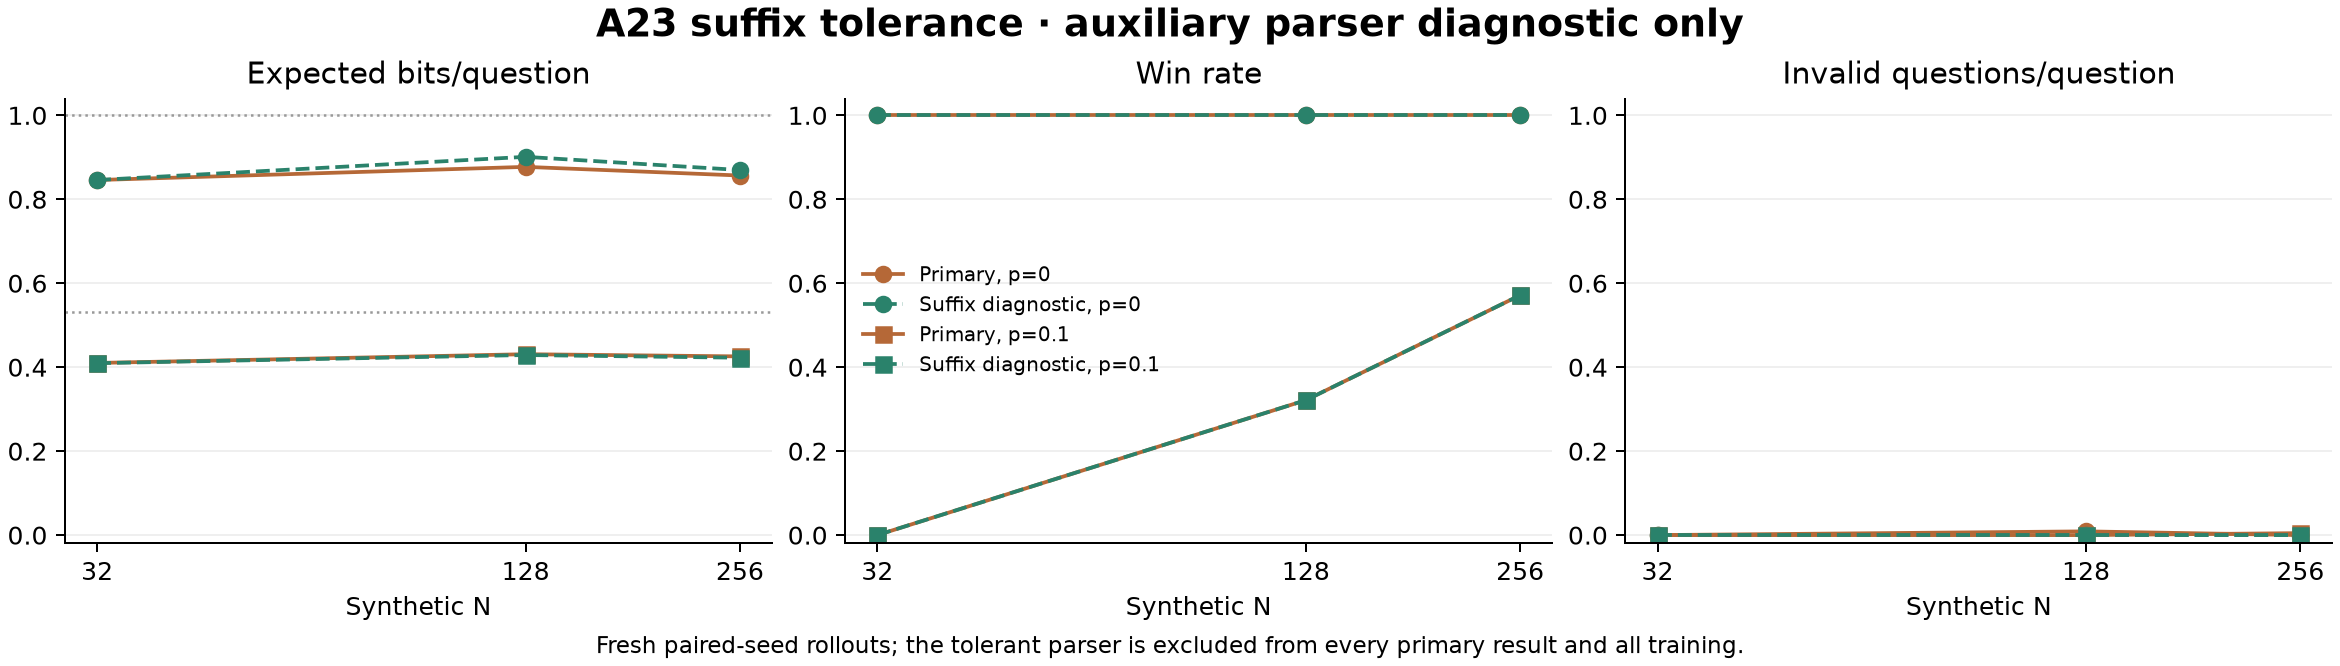 A23 suffix tolerance · auxiliary parser diagnostic only
Expected bits/question
1.0
0.8
0.6
0.4
0.2
0.0
32
128
256
Synthetic N
Win rate
1.0
0.8
0.6
0.4
0.2
0.0
Primary, p=0
Suffix diagnostic, p=0
Primary, p=0.1
Suffix diagnostic, p=0.1
32
128
256
Synthetic N
Invalid questions/question
1.0
0.8
0.6
0.4
0.2
0.0
32
128
256
Synthetic N
Fresh paired-seed rollouts; the tolerant parser is excluded from every primary result and all training.